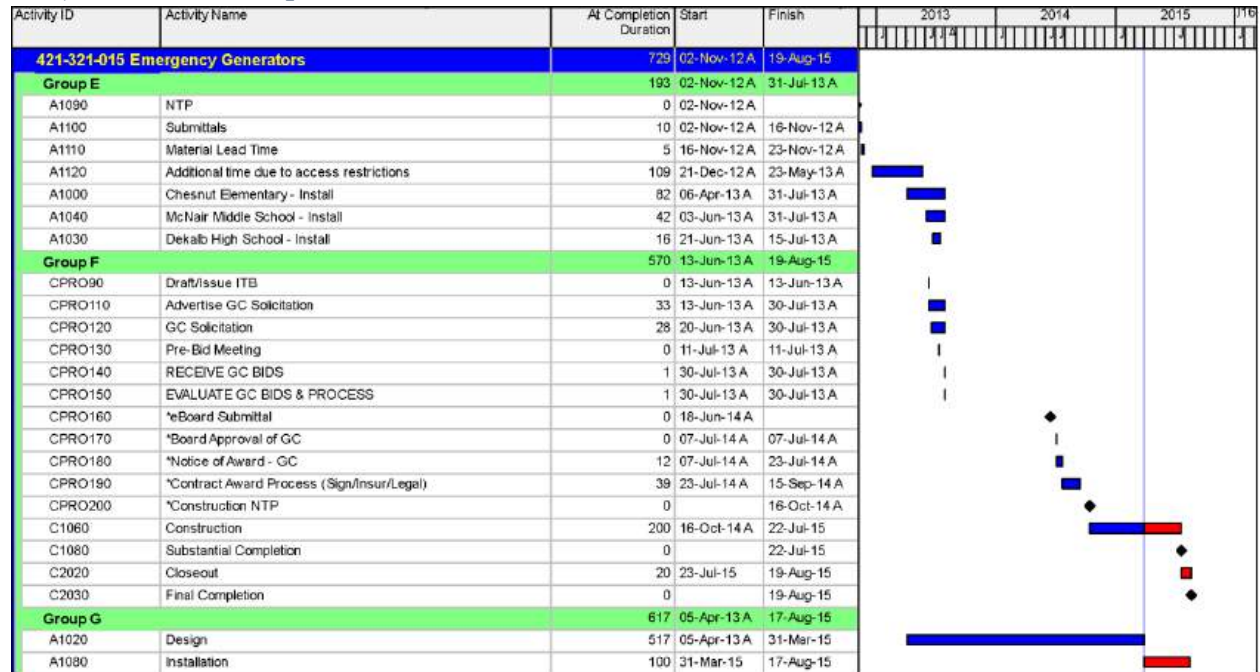 Activity ID Activity Name At Completion Duration Start Finish 2013 2014 2015 J16
421-321-015 Emergency Generators 729 02-Nov-12 A 19-Aug-15
Group E 193 02-Nov-12 A 31-Jul-13 A
A1090 NTP 0 02-Nov-12 A
A1100 Submittals 10 02-Nov-12 A 16-Nov-12 A
A1110 Material Lead Time 5 16-Nov-12 A 23-Nov-12 A
A1120 Additional time due to access restrictions 109 21-Dec-12 A 23-May-13 A
A1000 Chesnut Elementary - Install 82 06-Apr-13 A 31-Jul-13 A
A1040 McNair Middle School - Install 42 03-Jun-13 A 31-Jul-13 A
A1030 Dekalb High School - Install 16 21-Jun-13 A 15-Jul-13 A
Group F 570 13-Jun-13 A 19-Aug-15
CPRO90 Draft/Issue ITB 0 13-Jun-13 A 13-Jun-13 A
CPRO110 Advertise GC Solicitation 33 13-Jun-13 A 30-Jul-13 A
CPRO120 GC Solicitation 28 20-Jun-13 A 30-Jul-13 A
CPRO130 Pre-Bid Meeting 0 11-Jul-13 A 11-Jul-13 A
CPRO140 RECEIVE GC BIDS 1 30-Jul-13 A 30-Jul-13 A
CPRO150 EVALUATE GC BIDS & PROCESS 1 30-Jul-13 A 30-Jul-13 A
CPRO160 *eBoard Submittal 0 18-Jun-14 A
CPRO170 *Board Approval of GC 0 07-Jul-14 A 07-Jul-14 A
CPRO180 *Notice of Award - GC 12 07-Jul-14 A 23-Jul-14 A
CPRO190 *Contract Award Process (Sign/Insur/Legal) 39 23-Jul-14 A 15-Sep-14 A
CPRO200 *Construction NTP 0 16-Oct-14 A
C1060 Construction 200 16-Oct-14 A 22-Jul-15
C1080 Substantial Completion 0 22-Jul-15
C2020 Closeout 20 23-Jul-15 19-Aug-15
C2030 Final Completion 0 19-Aug-15
Group G 617 05-Apr-13 A 17-Aug-15
A1020 Design 517 05-Apr-13 A 31-Mar-15
A1080 Installation 100 31-Mar-15 17-Aug-15